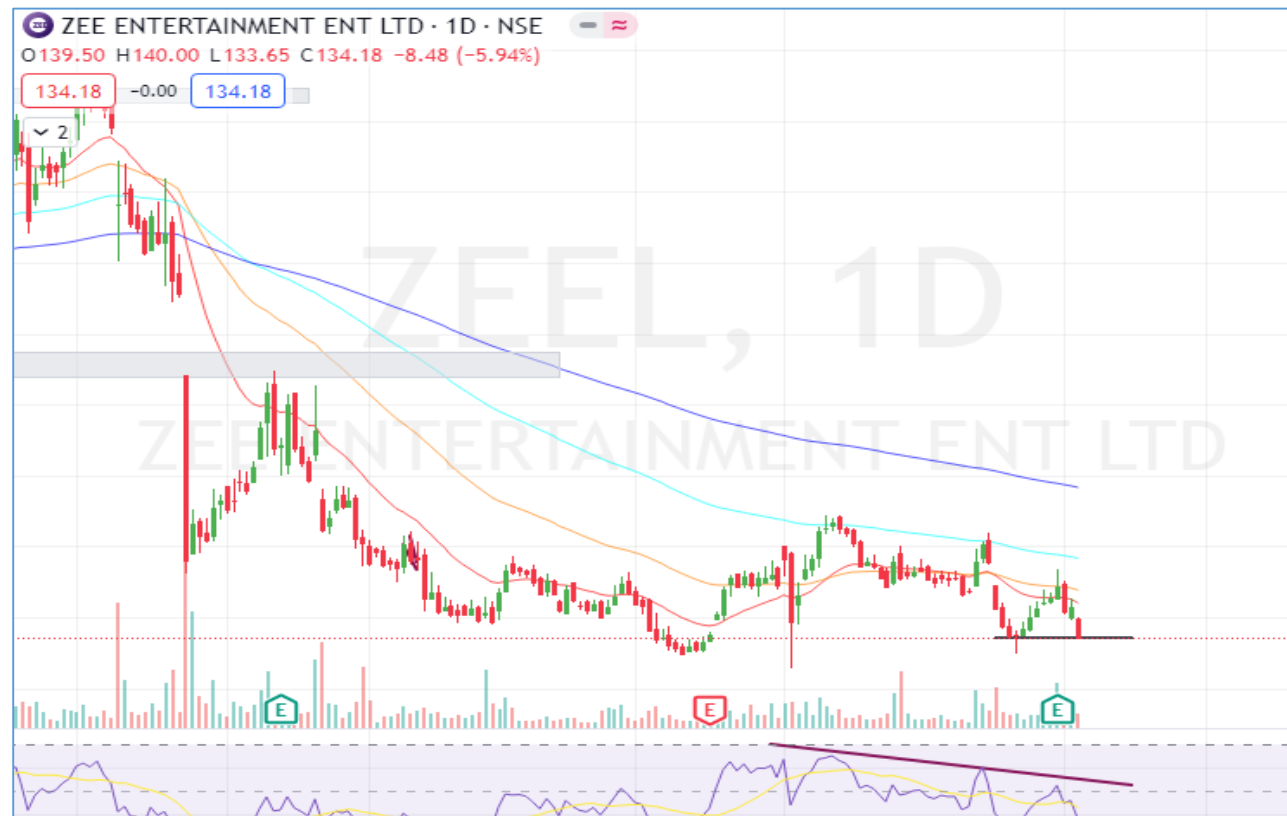 ZEE ZEE ENTERTAINMENT ENT LTD · 1D · NSE
O139.50 H140.00 L133.65 C134.18 −8.48 (−5.94%)
134.18 −0.00 134.18
2
ZEEL, 1D
ZEE ENTERTAINMENT ENT LTD
E E E